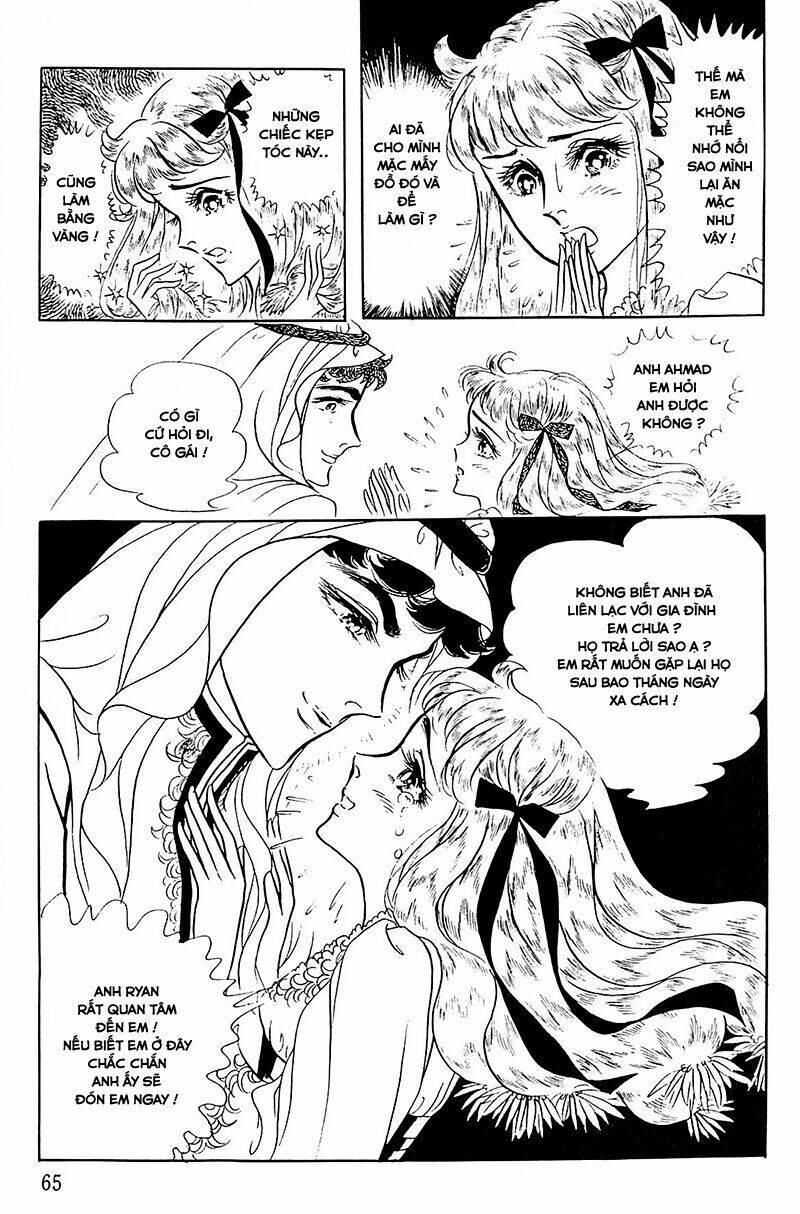 THẾ MÀ
EM
KHÔNG
THỂ
NHỚ NỔI
SAO MÌNH
LẠI ĂN
MẶC
NHƯ
VẬY !
AI ĐÃ
CHO MÌNH
MẶC MẤY
ĐỒ ĐÓ VÀ
ĐỂ
LÀM GÌ ?
NHỮNG
CHIẾC KẸP
TÓC NÀY..
CŨNG
LÀM
BẰNG
VÀNG !
ANH AHMAD
EM HỎI
ANH ĐƯỢC
KHÔNG ?
CÓ GÌ
CỨ HỎI ĐI,
CÔ GÁI !
KHÔNG BIẾT ANH ĐÃ
LIÊN LẠC VỚI GIA ĐÌNH
EM CHƯA ?
HỌ TRẢ LỜI SAO Ạ ?
EM RẤT MUỐN GẶP LẠI HỌ
SAU BAO THÁNG NGÀY
XA CÁCH !
ANH RYAN
RẤT QUAN TÂM
ĐẾN EM !
NẾU BIẾT EM Ở ĐÂY
CHẮC CHẮN
ANH ẤY SẼ
ĐÓN EM NGAY !
65